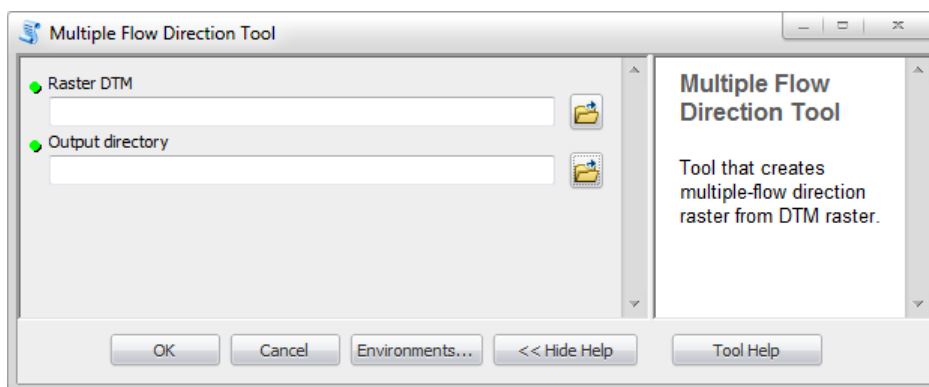 Multiple Flow Direction Tool
Raster DTM
Output directory
Multiple Flow
Direction Tool
Tool that creates
multiple-flow direction
raster from DTM raster.
OK
Cancel
Environments...
<< Hide Help
Tool Help